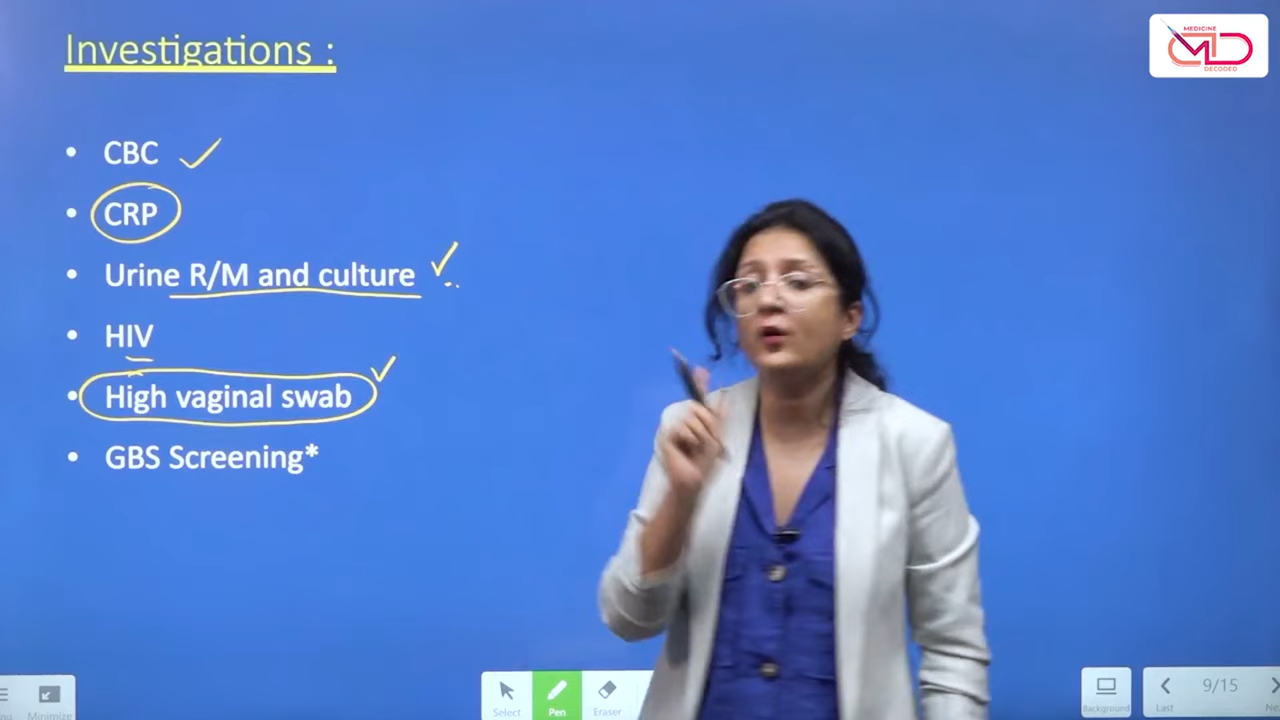 Investigations :
MEDICINE
MD
DECODED
• CBC
• CRP
• Urine R/M and culture
• HIV
• High vaginal swab
• GBS Screening*
Minimize
Select
Pen
Eraser
Background
9/15
Last